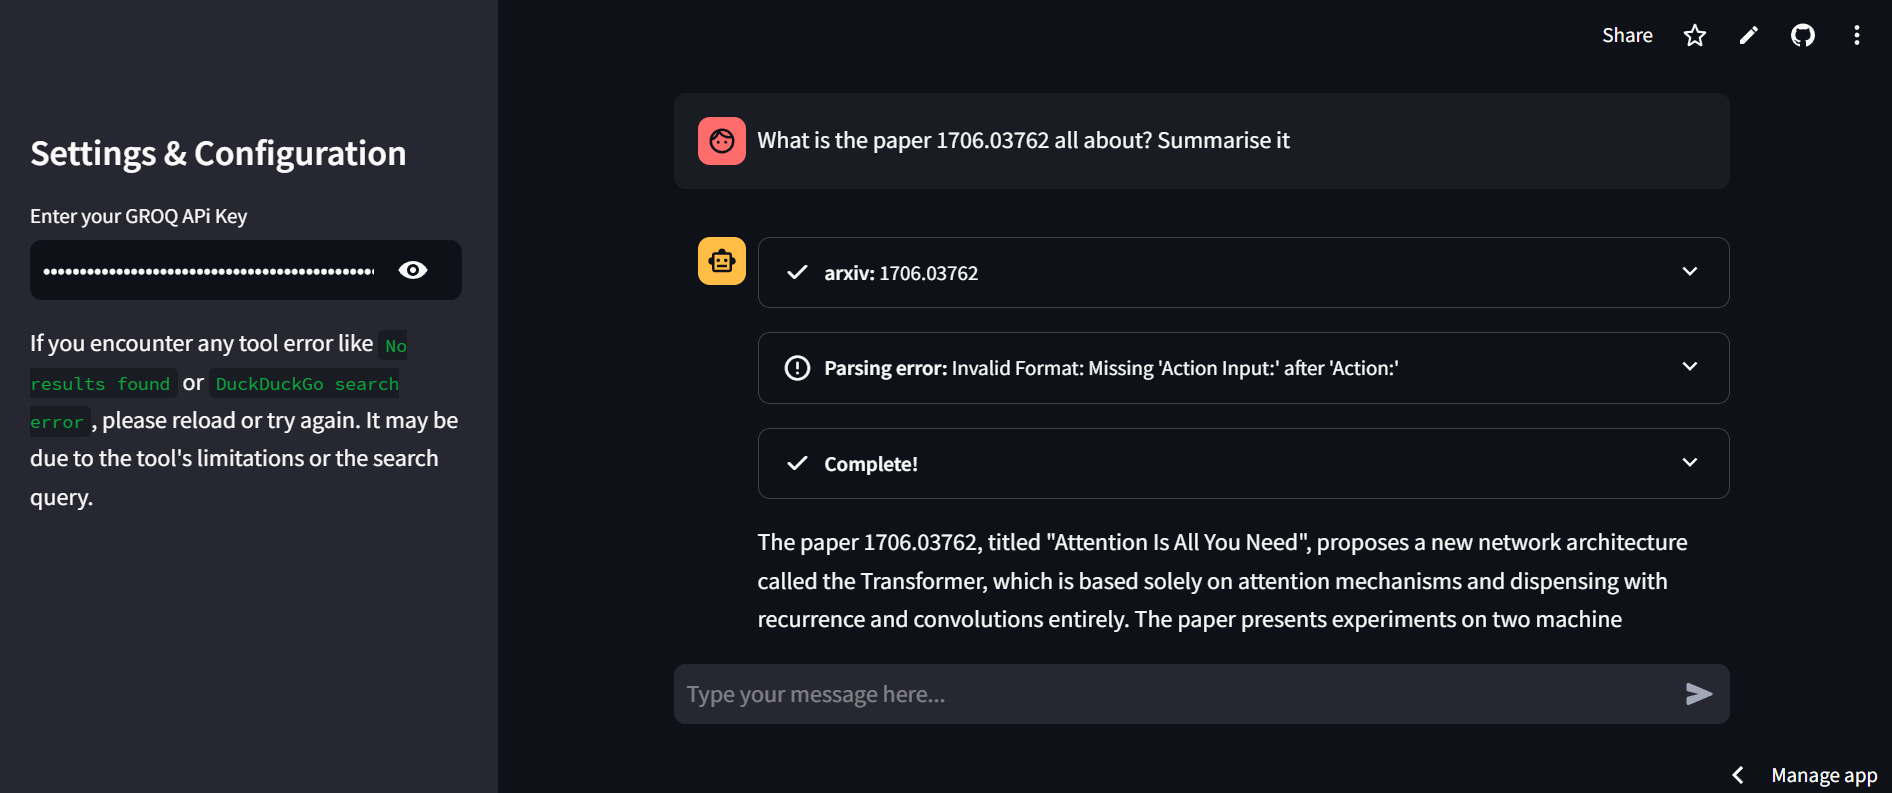 Share
Settings & Configuration
Enter your GROQ APi Key
If you encounter any tool error like No
results found or DuckDuckGo search
error , please reload or try again. It may be
due to the tool's limitations or the search
query.
What is the paper 1706.03762 all about? Summarise it
arxiv: 1706.03762
Parsing error: Invalid Format: Missing 'Action Input:' after 'Action:'
Complete!
The paper 1706.03762, titled "Attention Is All You Need", proposes a new network architecture
called the Transformer, which is based solely on attention mechanisms and dispensing with
recurrence and convolutions entirely. The paper presents experiments on two machine
Type your message here...
Manage app